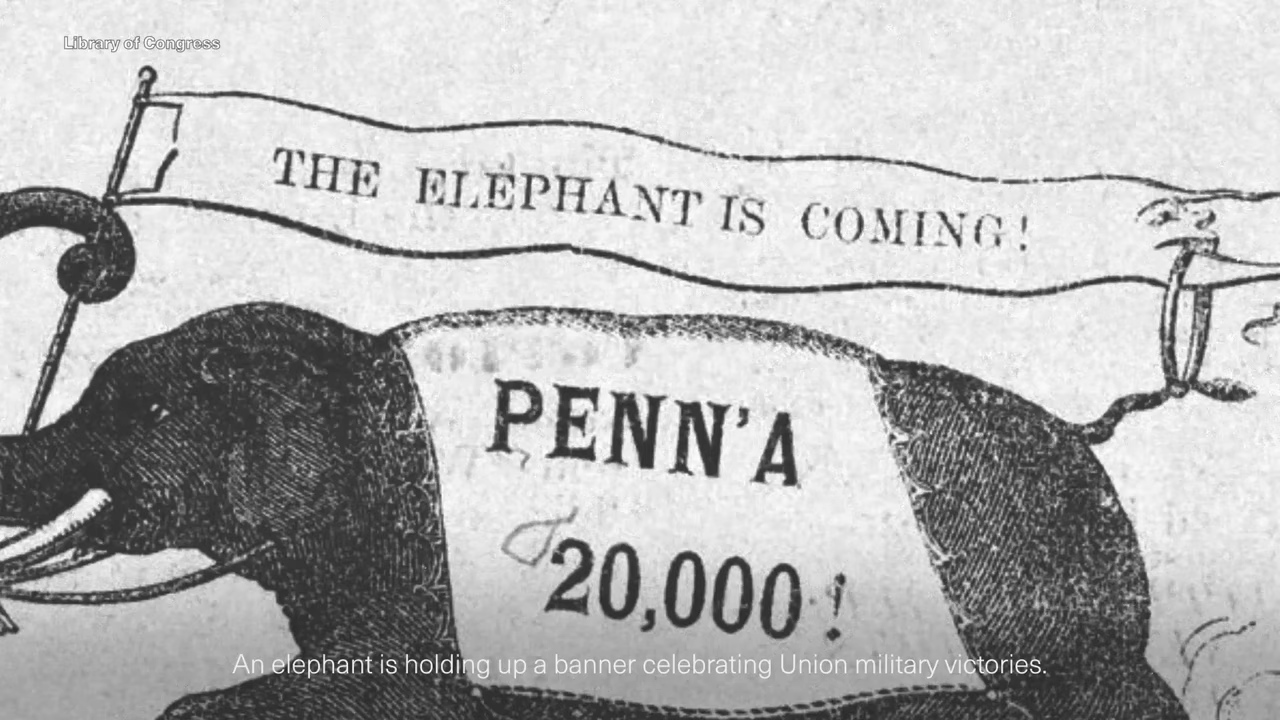 Library of Congress
THE ELEPHANT IS COMING!
PENN'A
20,000!
An elephant is holding up a banner celebrating Union military victories.